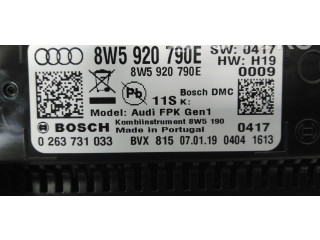 8W5 920 790E SW: 0417
8W5 920 790E HW: H19
0009
Pb Bosch DMC
11S K:
Model: Audi FPK Gen1
BOSCH Kombiinstrument 8W5 190
Made in Portugal 0417
0 263 731 033 BVX 815 07.01.19 0404 1613